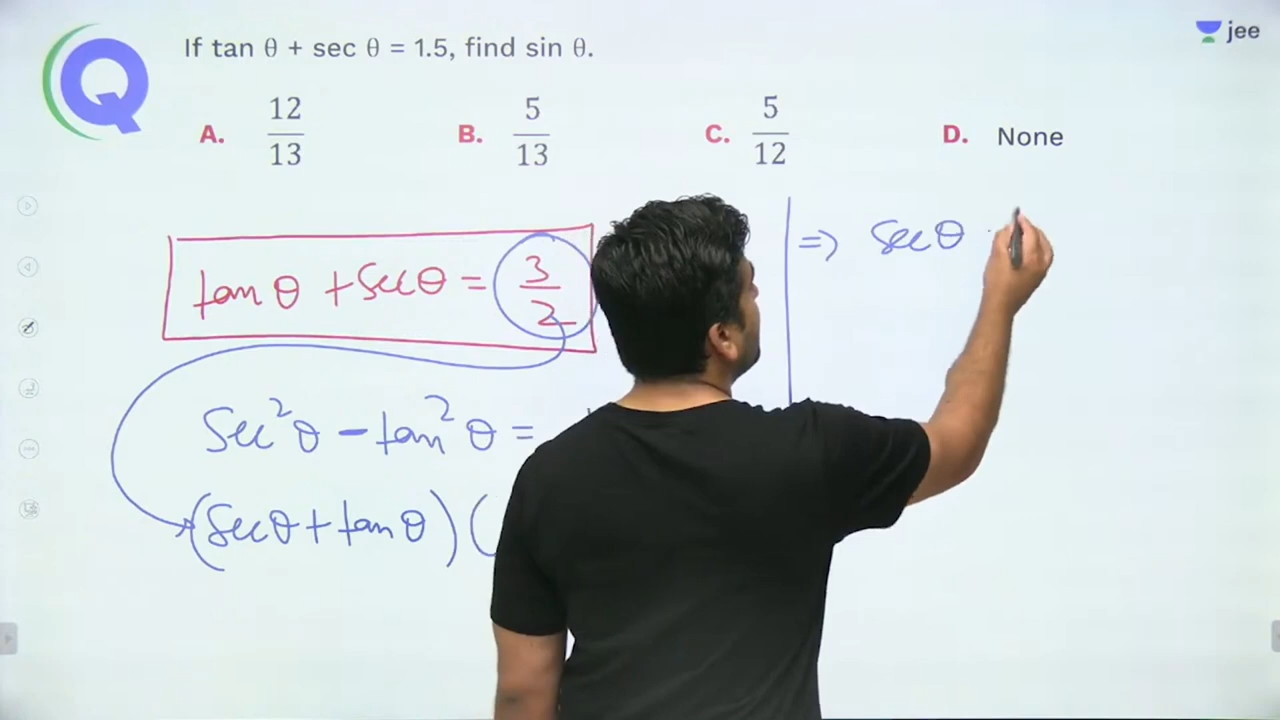 If tan θ + sec θ = 1.5, find sin θ.
jee
A. 12/13 B. 5/13 C. 5/12 D. None
tan θ + sec θ = 3/2
⇒ sec θ
sec²θ - tan²θ =
(sec θ + tan θ) (